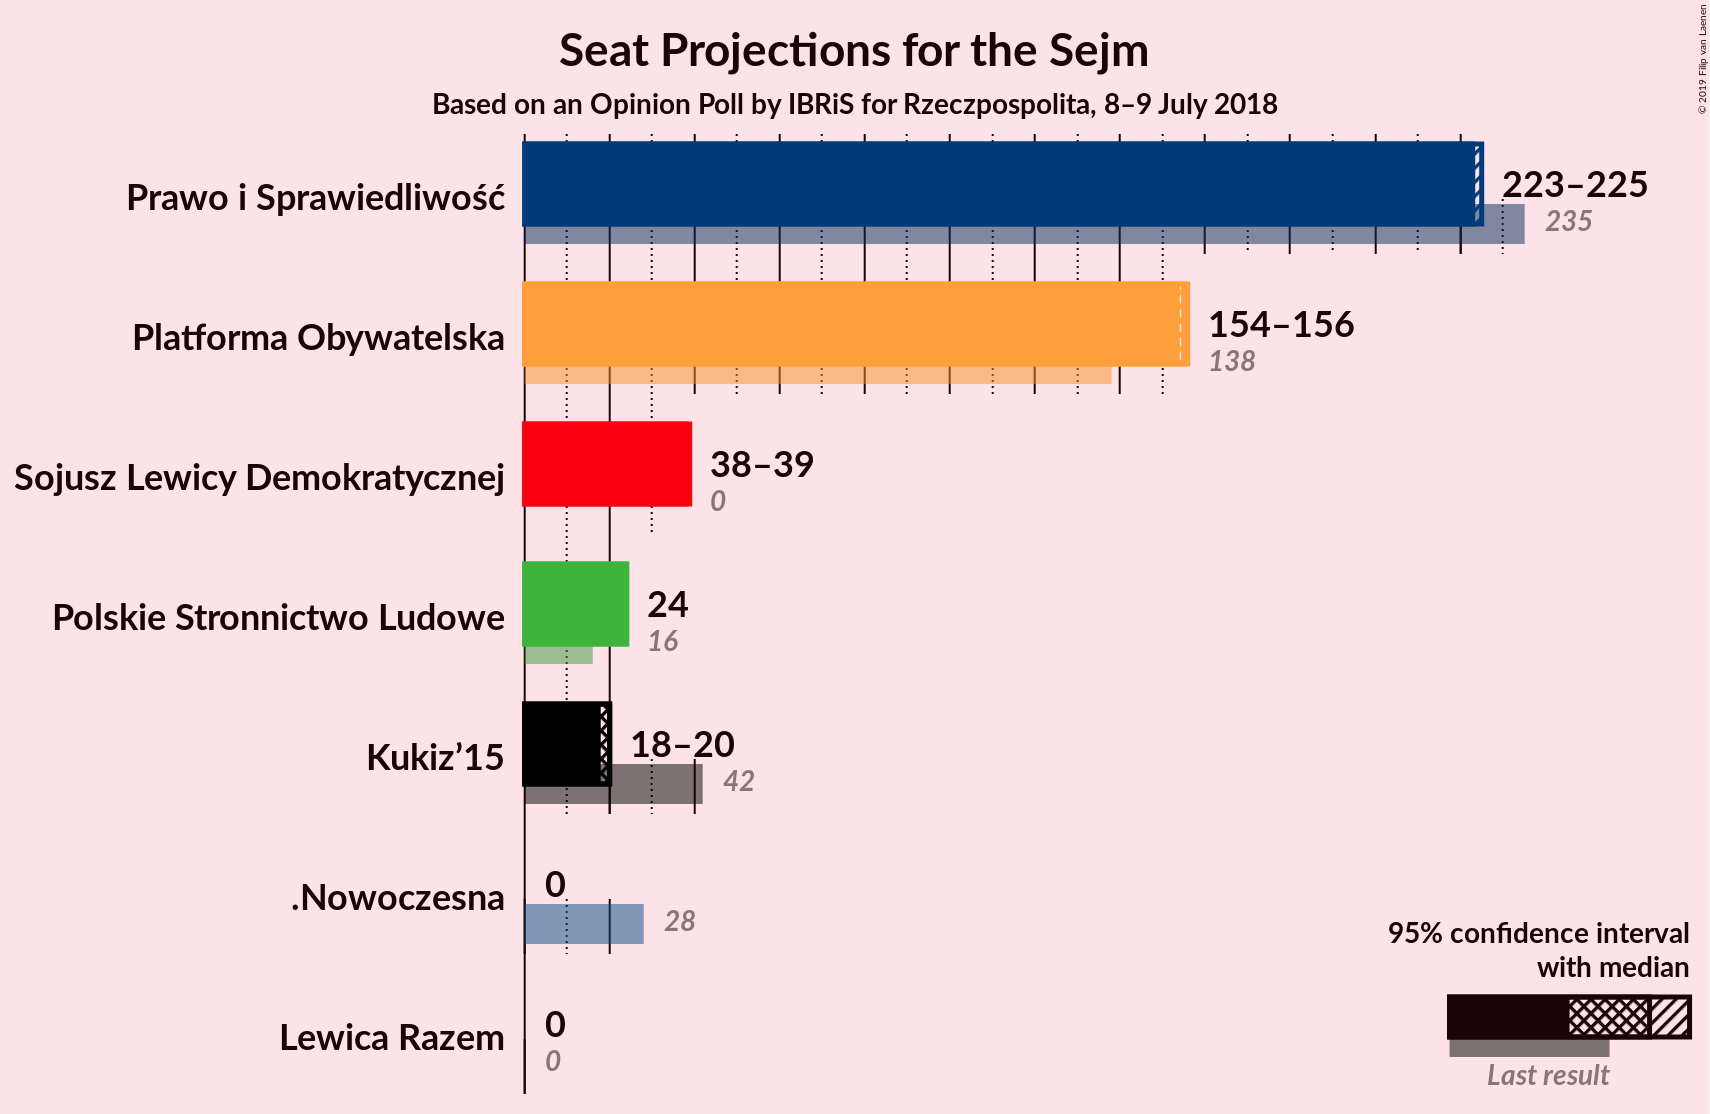 Seat Projections for the Sejm
Based on an Opinion Poll by IBRiS for Rzeczpospolita, 8–9 July 2018
© 2019 Filip van Laenen
Prawo i Sprawiedliwość
223–225
235
Platforma Obywatelska
154–156
138
Sojusz Lewicy Demokratycznej
38–39
0
Polskie Stronnictwo Ludowe
24
16
Kukiz’15
18–20
42
.Nowoczesna
0
28
Lewica Razem
0
0
95% confidence interval
with median
Last result